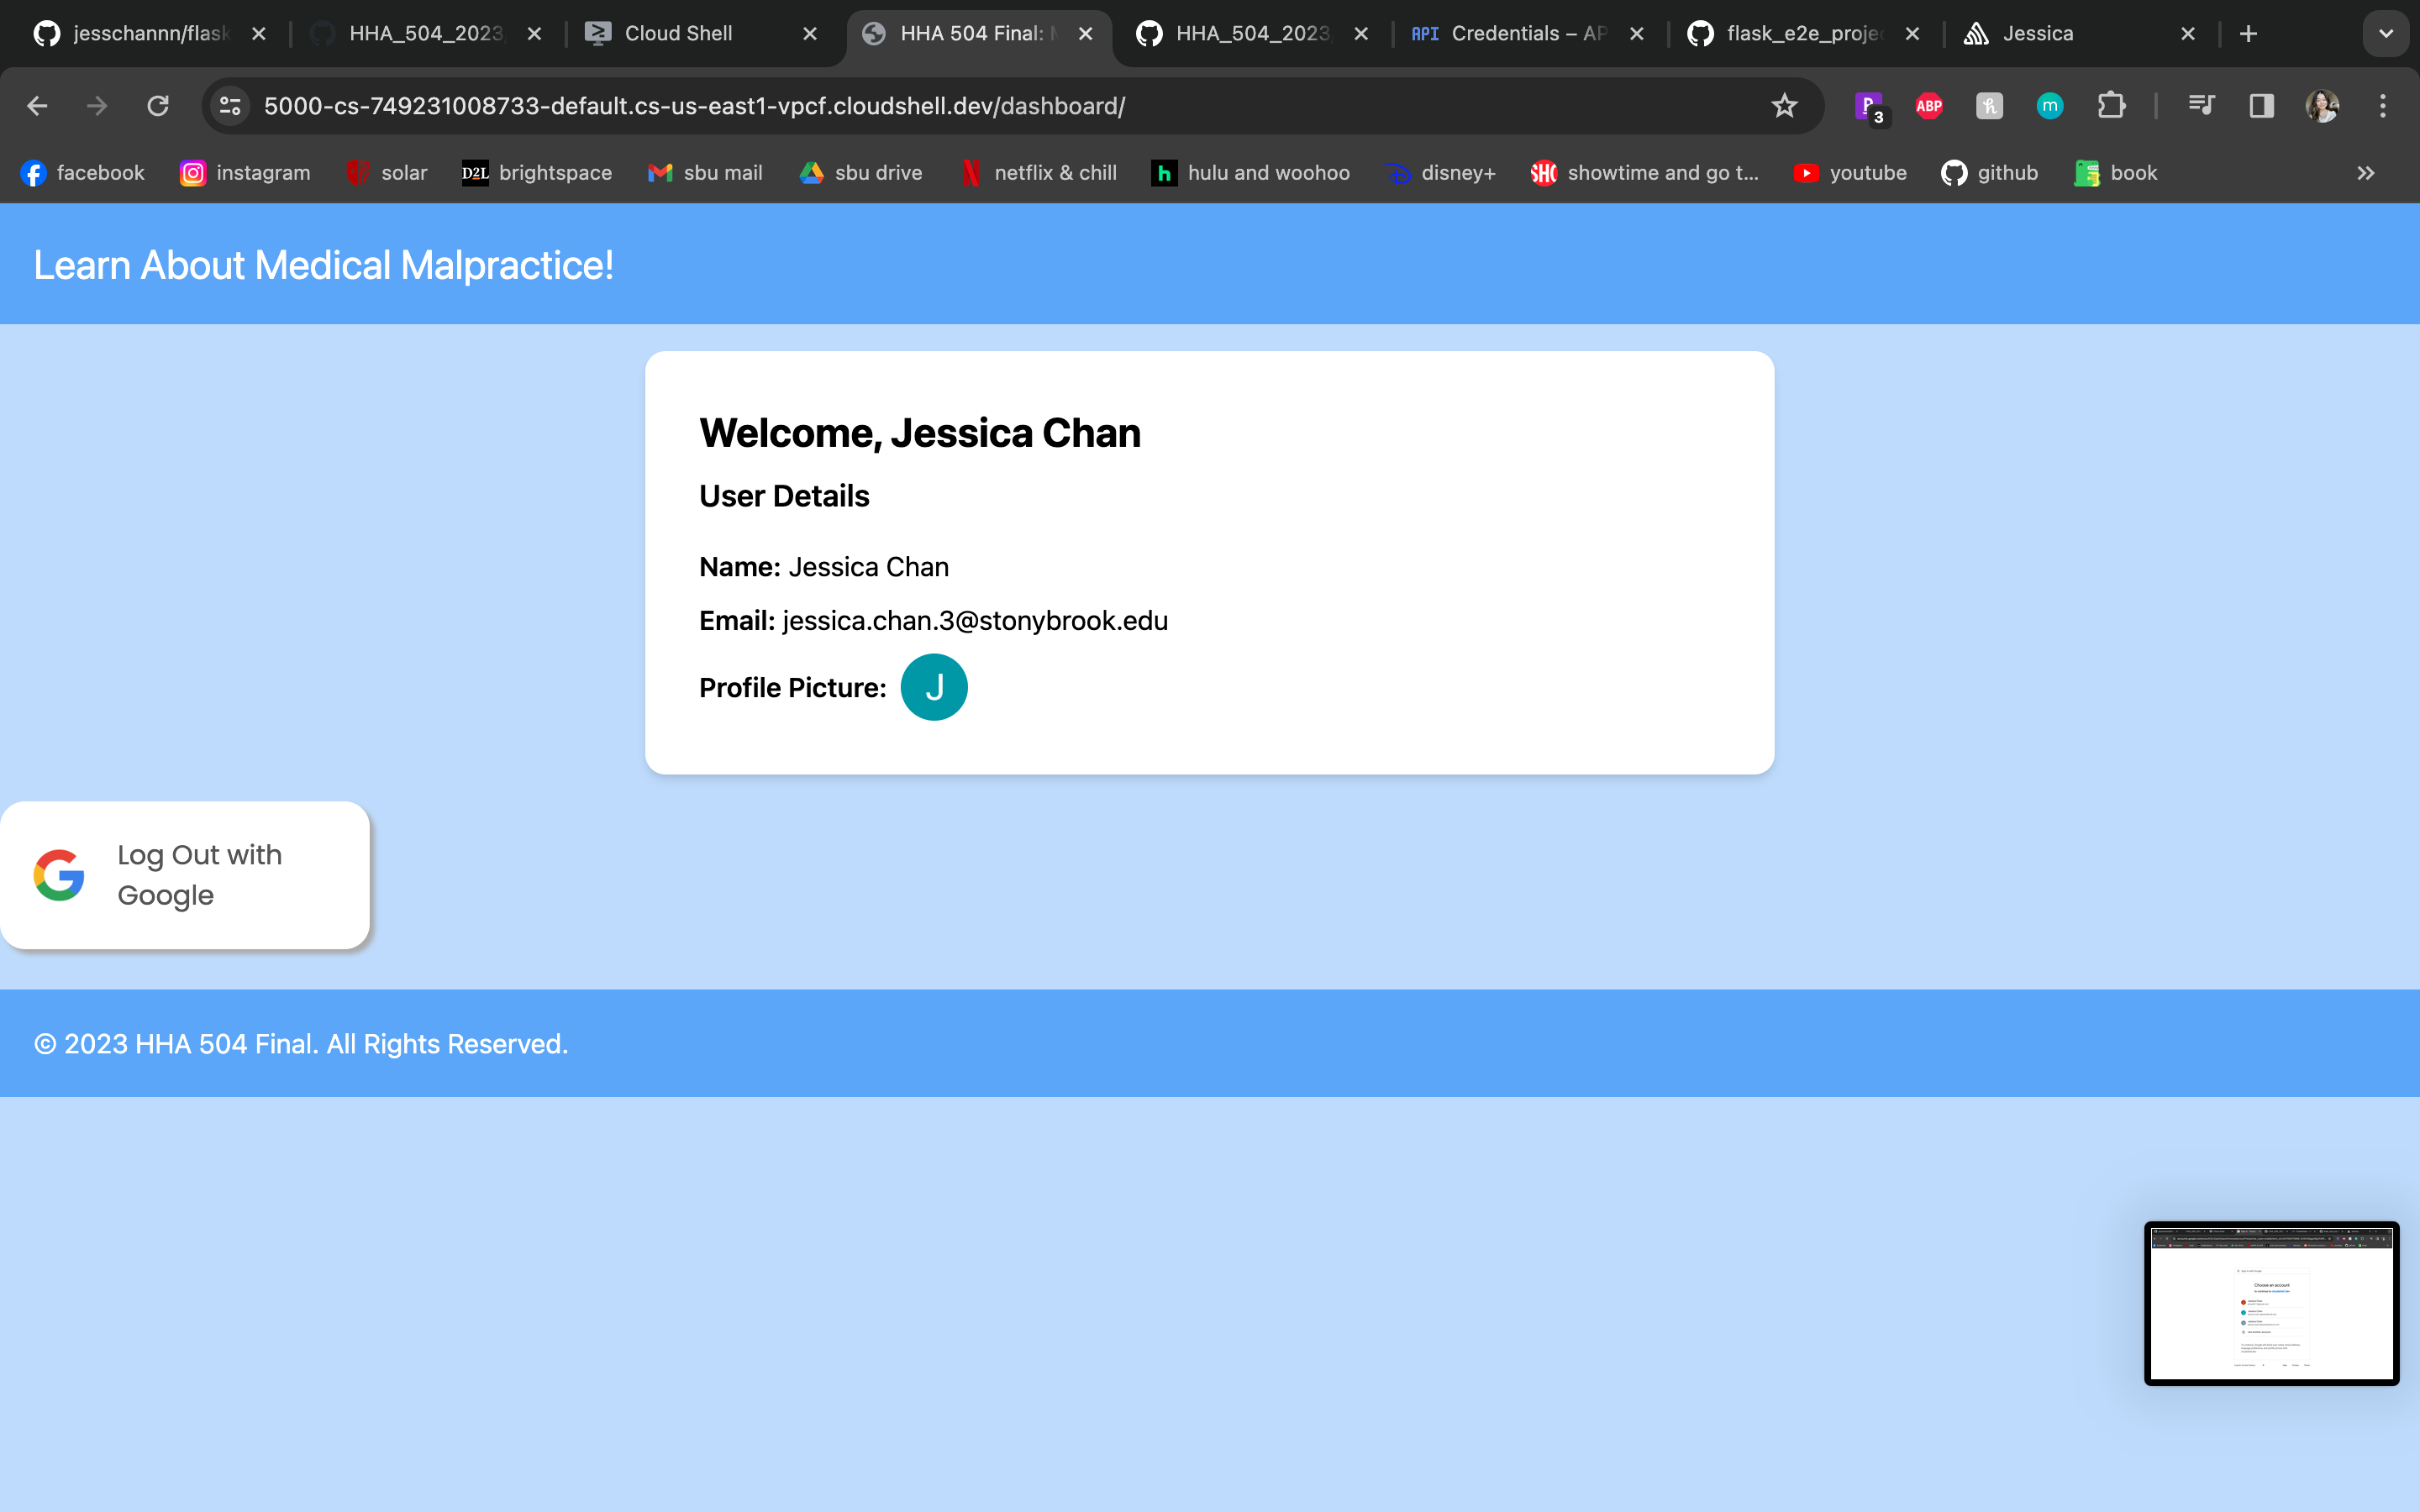 jesschannn/flask
HHA_504_2023
Cloud Shell
HHA 504 Final: M
HHA_504_2023
API Credentials – AP
flask_e2e_proje
Jessica
5000-cs-749231008733-default.cs-us-east1-vpcf.cloudshell.dev/dashboard/
3
ABP
h
m
facebook
instagram
solar
D2L brightspace
sbu mail
sbu drive
netflix & chill
h hulu and woohoo
disney+
SHO showtime and go t...
youtube
github
book
Learn About Medical Malpractice!
Welcome, Jessica Chan
User Details
Name: Jessica Chan
Email: jessica.chan.3@stonybrook.edu
Profile Picture: J
Log Out with
Google
© 2023 HHA 504 Final. All Rights Reserved.
Choose an account